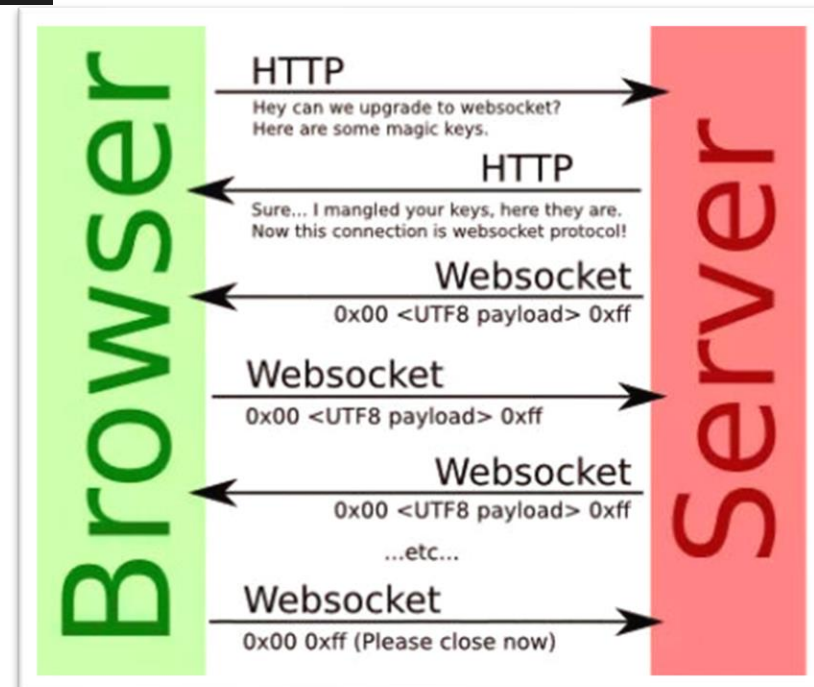 Browser
Server
HTTP
Hey can we upgrade to websocket?
Here are some magic keys.
HTTP
Sure... I mangled your keys, here they are.
Now this connection is websocket protocol!
Websocket
0x00 <UTF8 payload> 0xff
Websocket
0x00 <UTF8 payload> 0xff
Websocket
0x00 <UTF8 payload> 0xff
...etc...
Websocket
0x00 0xff (Please close now)